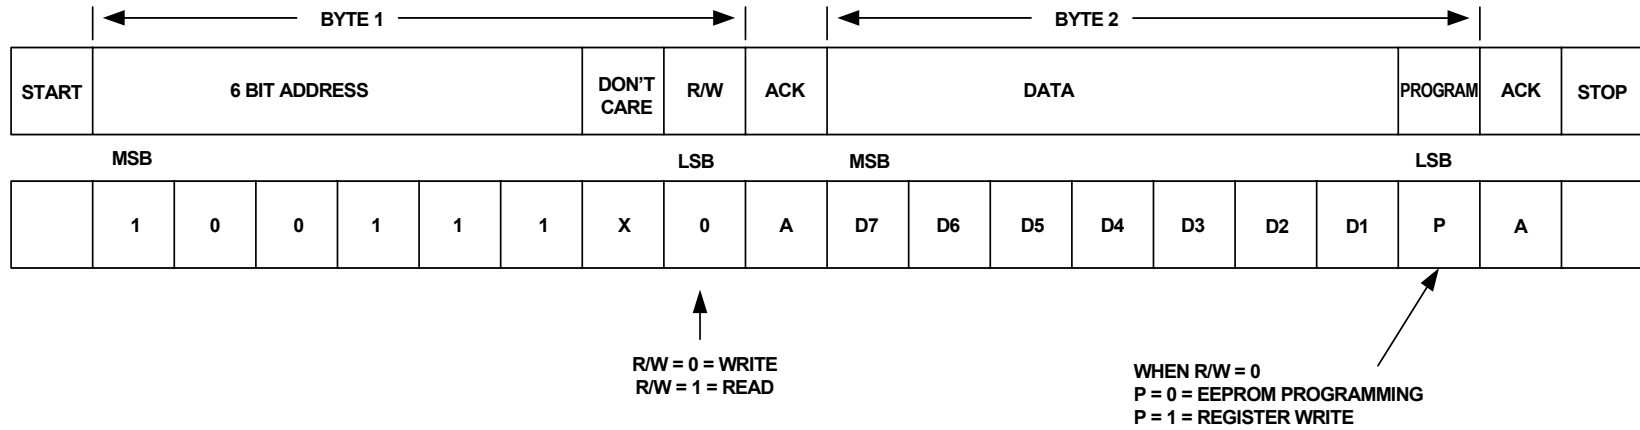 BYTE 1 BYTE 2
START 6 BIT ADDRESS DON'T CARE R/W ACK DATA PROGRAM ACK STOP
MSB LSB MSB LSB
1 0 0 1 1 1 X 0 A D7 D6 D5 D4 D3 D2 D1 P A
R/W = 0 = WRITE
R/W = 1 = READ
WHEN R/W = 0
P = 0 = EEPROM PROGRAMMING
P = 1 = REGISTER WRITE